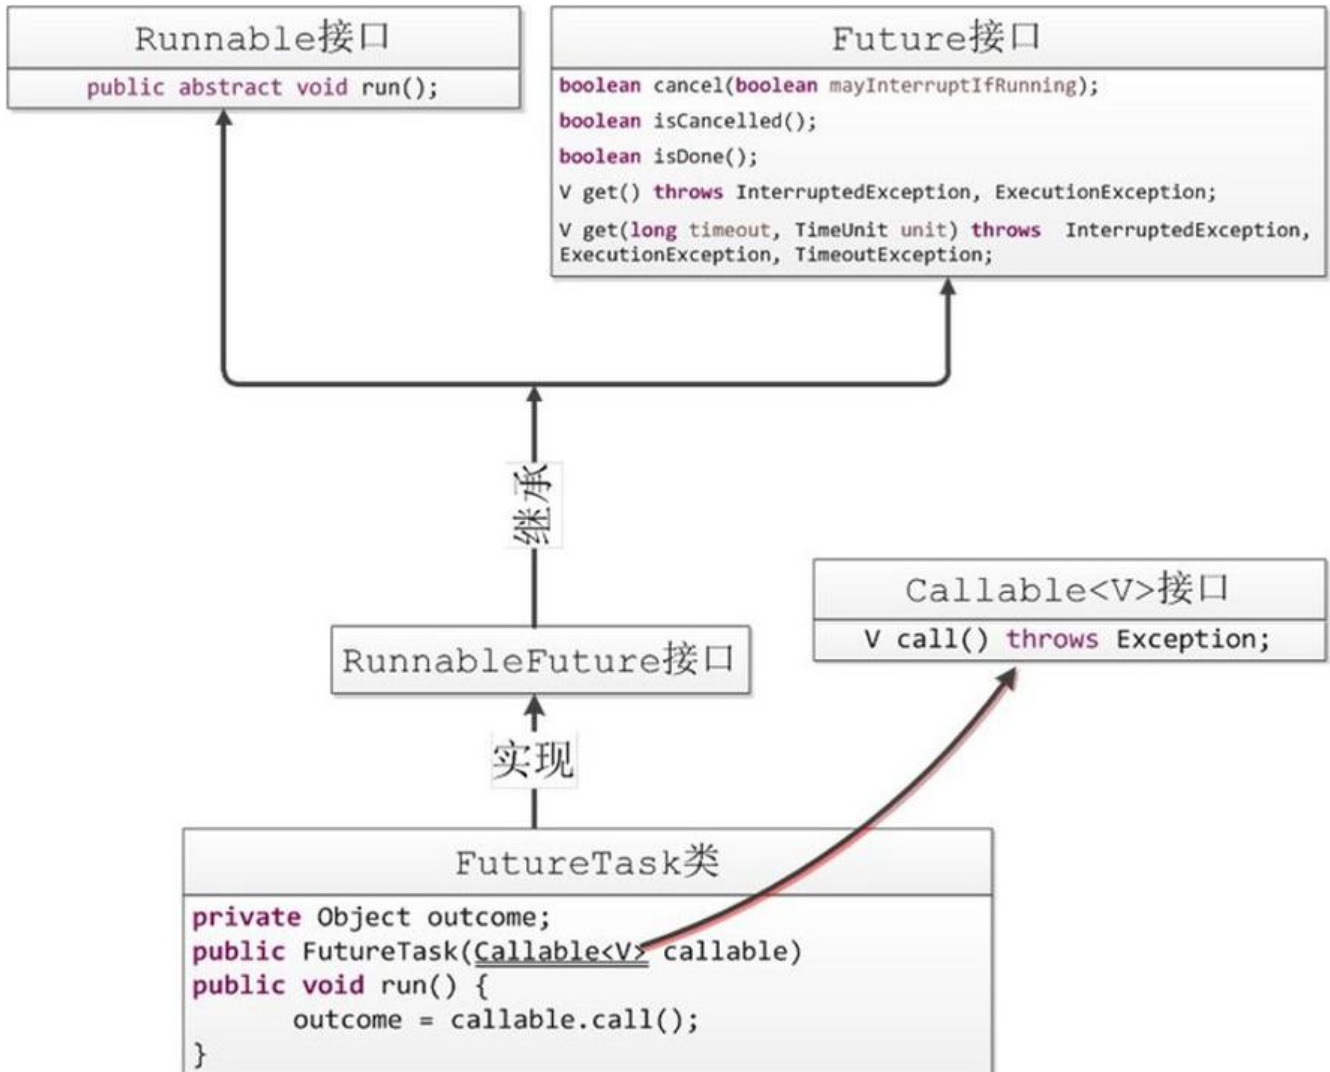 Runnable接口
public abstract void run();
Future接口
boolean cancel(boolean mayInterruptIfRunning);
boolean isCancelled();
boolean isDone();
V get() throws InterruptedException, ExecutionException;
V get(long timeout, TimeUnit unit) throws InterruptedException,
ExecutionException, TimeoutException;
继承
Callable<V>接口
V call() throws Exception;
RunnableFuture接口
实现
FutureTask类
private Object outcome;
public FutureTask(Callable<V> callable)
public void run() {
outcome = callable.call();
}